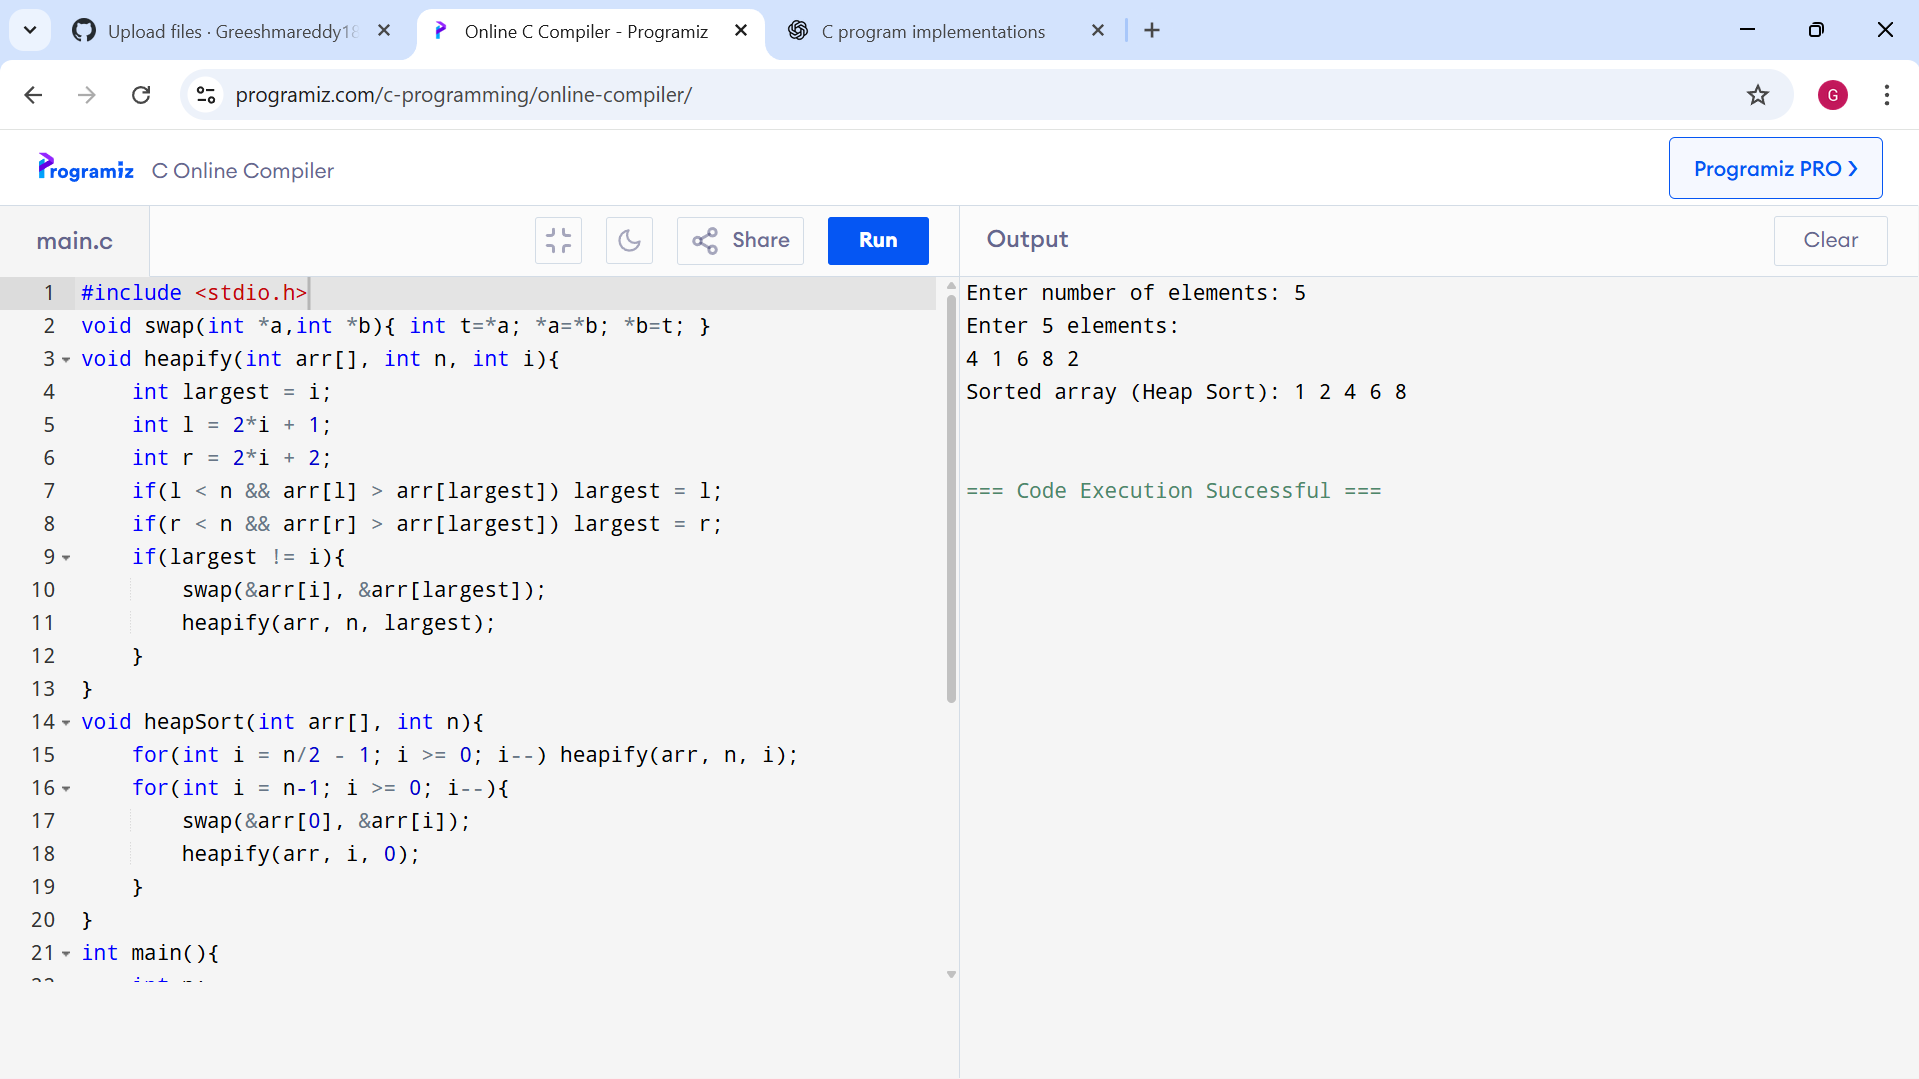 Upload files · Greeshmareddy18
Online C Compiler - Programiz
C program implementations
programiz.com/c-programming/online-compiler/
G
Programiz
C Online Compiler
Programiz PRO ❯
main.c
Share
Run
Output
Clear
1 #include <stdio.h>
2 void swap(int *a,int *b){ int t=*a; *a=*b; *b=t; }
3 void heapify(int arr[], int n, int i){
4     int largest = i;
5     int l = 2*i + 1;
6     int r = 2*i + 2;
7     if(l < n && arr[l] > arr[largest]) largest = l;
8     if(r < n && arr[r] > arr[largest]) largest = r;
9     if(largest != i){
10         swap(&arr[i], &arr[largest]);
11         heapify(arr, n, largest);
12     }
13 }
14 void heapSort(int arr[], int n){
15     for(int i = n/2 - 1; i >= 0; i--) heapify(arr, n, i);
16     for(int i = n-1; i >= 0; i--){
17         swap(&arr[0], &arr[i]);
18         heapify(arr, i, 0);
19     }
20 }
21 int main(){
Enter number of elements: 5
Enter 5 elements:
4 1 6 8 2
Sorted array (Heap Sort): 1 2 4 6 8
=== Code Execution Successful ===